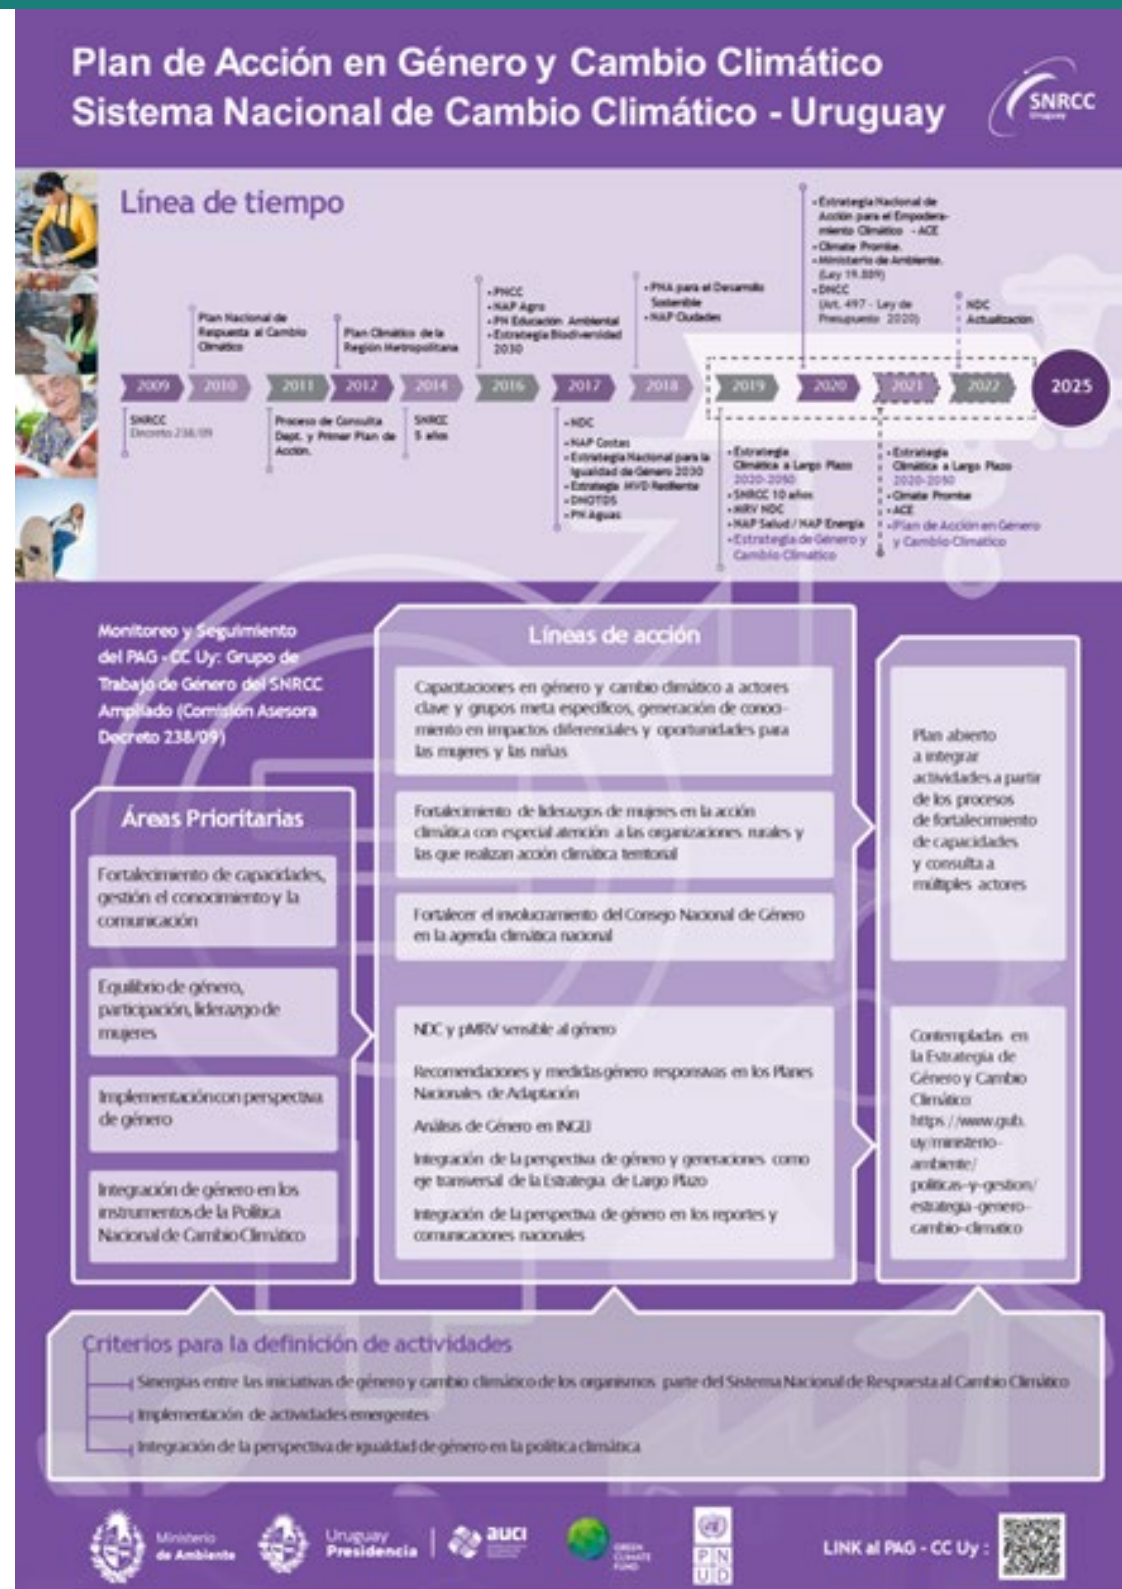 Plan de Acción en Género y Cambio Climático
Sistema Nacional de Cambio Climático - Uruguay
SNRCC
Uruguay
Línea de tiempo
Plan Nacional de
Respuesta al Cambio
Climático
Plan Climático de la
Región Metropolitana
• PNCC
• NAP Agro
• PN Educación Ambiental
• Estrategia Biodiversidad
2030
• PNA para el Desarrollo
Sostenible
• NAP Ciudades
• Estrategia Nacional de
Acción para el Empodera-
miento Climático - ACE
• Climate Promise.
• Ministerio de Ambiente.
(Ley 19.889)
• DNCC
(Art. 497 - Ley de
Presupuesto 2020)
NDC
Actualización
2009 2010 2011 2012 2014 2016 2017 2018 2019 2020 2021 2022 2025
SNRCC
Decreto 238/09
Proceso de Consulta
Dept. y Primer Plan de
Acción.
SNRCC
5 años
• NDC
• NAP Costas
• Estrategia Nacional para la
Igualdad de Género 2030
• Estrategia MVD Resiliente
• DNOTDS
• PN Aguas
• Estrategia
Climática a Largo Plazo
2020-2050
• SNRCC 10 años
• MRV NDC
• NAP Salud / NAP Energía
• Estrategia de Género y
Cambio Climático
• Estrategia
Climática a Largo Plazo
2020-2050
• Climate Promise
• ACE
• Plan de Acción en Género
y Cambio Climático
Monitoreo y Seguimiento
del PAG - CC Uy: Grupo de
Trabajo de Género del SNRCC
Ampliado (Comisión Asesora
Decreto 238/09)
Áreas Prioritarias
Fortalecimiento de capacidades,
gestión el conocimiento y la
comunicación
Equilibrio de género,
participación, liderazgo de
mujeres
Implementación con perspectiva
de género
Integración de género en los
instrumentos de la Política
Nacional de Cambio Climático
Líneas de acción
Capacitaciones en género y cambio climático a actores
clave y grupos meta específicos, generación de conoci-
miento en impactos diferenciales y oportunidades para
las mujeres y las niñas
Fortalecimiento de liderazgos de mujeres en la acción
climática con especial atención a las organizaciones rurales y
las que realizan acción climática territorial
Fortalecer el involucramiento del Consejo Nacional de Género
en la agenda climática nacional
NDC y pMRV sensible al género
Recomendaciones y medidas género responsivas en los Planes
Nacionales de Adaptación
Análisis de Género en INGEI
Integración de la perspectiva de género y generaciones como
eje transversal de la Estrategia de Largo Plazo
Integración de la perspectiva de género en los reportes y
comunicaciones nacionales
Plan abierto
a integrar
actividades a partir
de los procesos
de fortalecimiento
de capacidades
y consulta a
múltiples actores
Contempladas en
la Estrategia de
Género y Cambio
Climático
https://www.gub.
uy/ministerio-
ambiente/
politicas-y-gestion/
estrategia-genero-
cambio-climatico
Criterios para la definición de actividades
Sinergias entre las iniciativas de género y cambio climático de los organismos parte del Sistema Nacional de Respuesta al Cambio Climático
Implementación de actividades emergentes
Integración de la perspectiva de igualdad de género en la política climática
Ministerio
de Ambiente
Uruguay
Presidencia
auci
GREEN
CLIMATE
FUND
PN
UD
LINK al PAG - CC Uy :